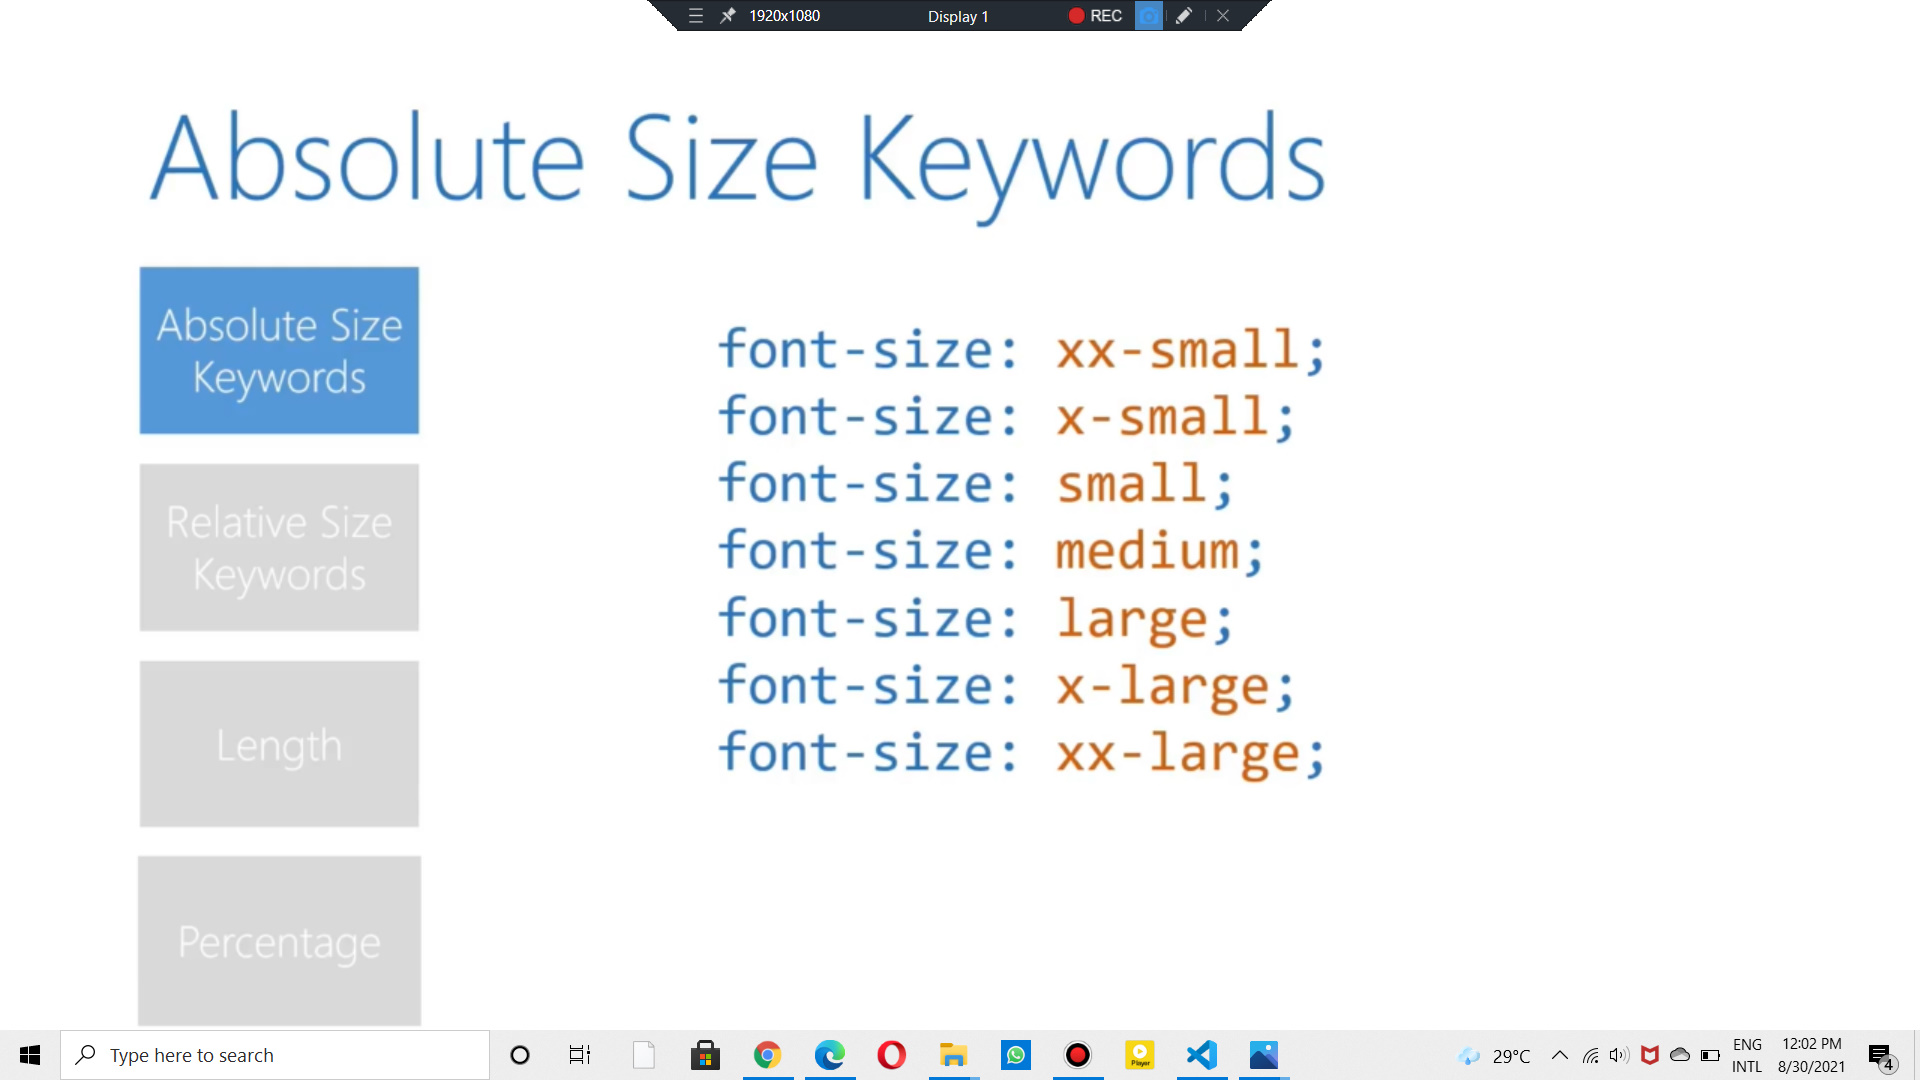 1920x1080 Display 1 REC
Absolute Size Keywords
Absolute Size
Keywords
Relative Size
Keywords
Length
Percentage
font-size: xx-small;
font-size: x-small;
font-size: small;
font-size: medium;
font-size: large;
font-size: x-large;
font-size: xx-large;
Type here to search
Player
29°C
ENG
INTL
12:02 PM
8/30/2021
4